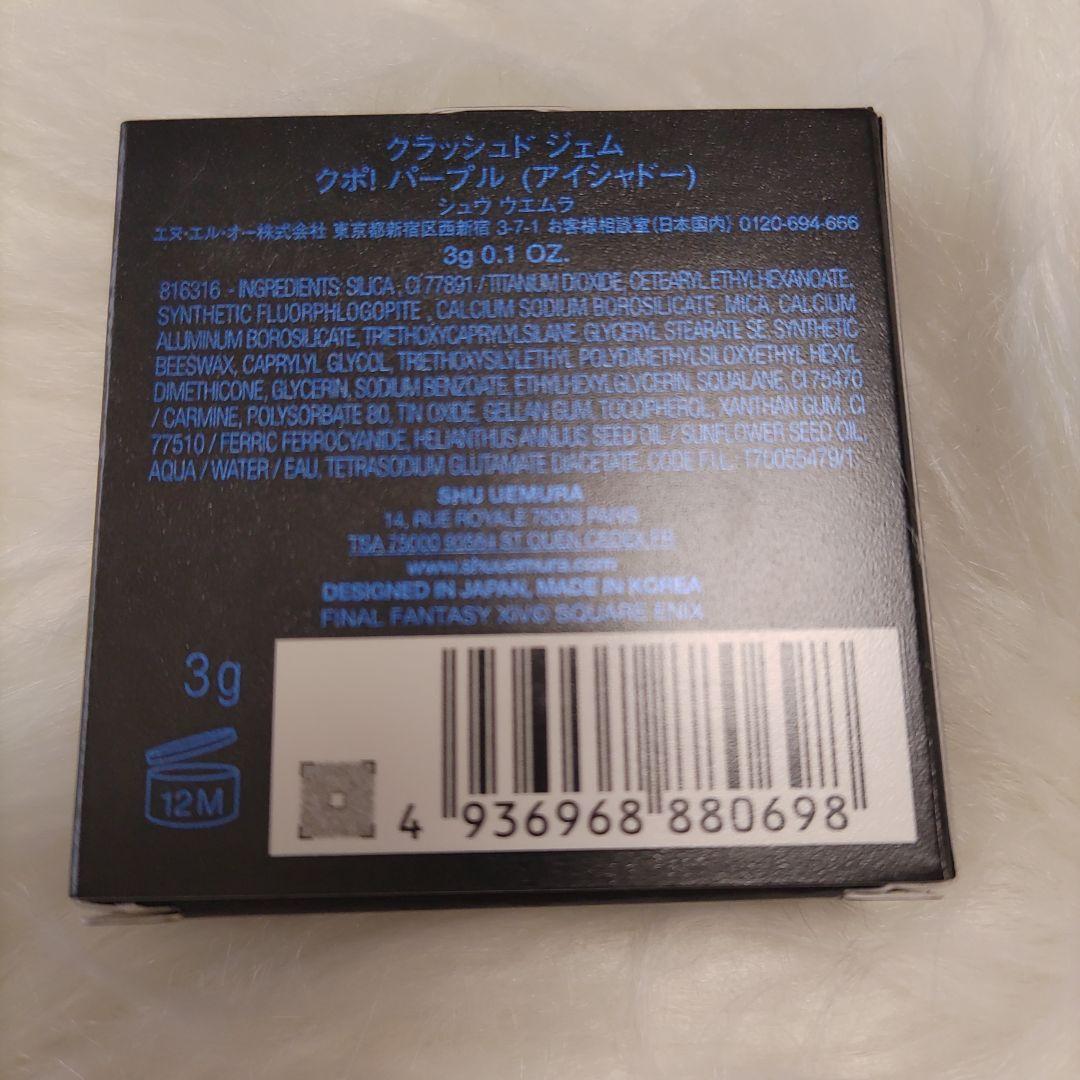 クラッシュド ジェム
クポ! パープル (アイシャドー)
シュウ ウエムラ
エヌ・エル・オー株式会社 東京都新宿区西新宿 3-7-1 お客様相談室(日本国内) 0120-694-666
3g 0.1 OZ.
816316 - INGREDIENTS: SILICA, CI 77891 / TITANIUM DIOXIDE, CETEARYL ETHYLHEXANOATE,
SYNTHETIC FLUORPHLOGOPITE, CALCIUM SODIUM BOROSILICATE, MICA, CALCIUM
ALUMINUM BOROSILICATE, TRIETHOXYCAPRYLYLSILANE, GLYCERYL STEARATE SE, SYNTHETIC
BEESWAX, CAPRYLYL GLYCOL, TRIETHOXYSILYLETHYL POLYDIMETHYLSILOXYETHYL HEXYL
DIMETHICONE, GLYCERIN, SODIUM BENZOATE, ETHYLHEXYLGLYCERIN, SQUALANE, CI 75470
/ CARMINE, POLYSORBATE 80, TIN OXIDE, GELLAN GUM, TOCOPHEROL, XANTHAN GUM, CI
77510 / FERRIC FERROCYANIDE, HELIANTHUS ANNUUS SEED OIL / SUNFLOWER SEED OIL,
AQUA / WATER / EAU, TETRASODIUM GLUTAMATE DIACETATE. CODE F.I.L. T70055479/1.
SHU UEMURA
14, RUE ROYALE 75008 PARIS
TSA 75000 93584 ST OUEN CEDEX FR
www.shuuemura.com
DESIGNED IN JAPAN, MADE IN KOREA
FINAL FANTASY XIV© SQUARE ENIX
3g
12M
4 936968 880698